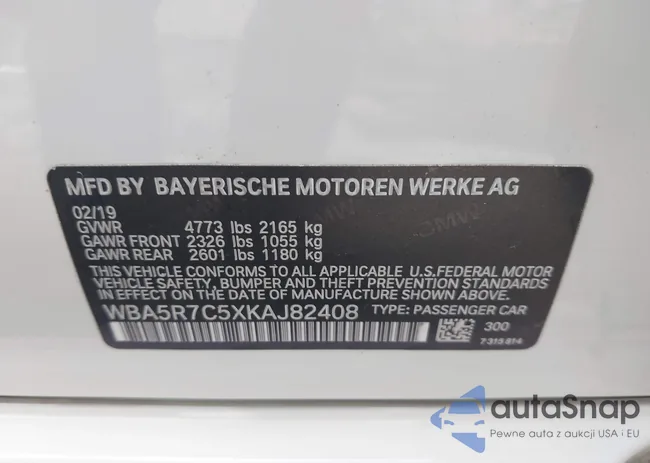 MFD BY BAYERISCHE MOTOREN WERKE AG
02/19
GVWR 4773 lbs 2165 kg
GAWR FRONT 2326 lbs 1055 kg
GAWR REAR 2601 lbs 1180 kg
THIS VEHICLE CONFORMS TO ALL APPLICABLE U.S.FEDERAL MOTOR
VEHICLE SAFETY, BUMPER, AND THEFT PREVENTION STANDARDS
IN EFFECT ON THE DATE OF MANUFACTURE SHOWN ABOVE.
WBA5R7C5XKAJ82408 TYPE: PASSENGER CAR
300
7 313 814
autaSnap
Pewne auta z aukcji USA i EU